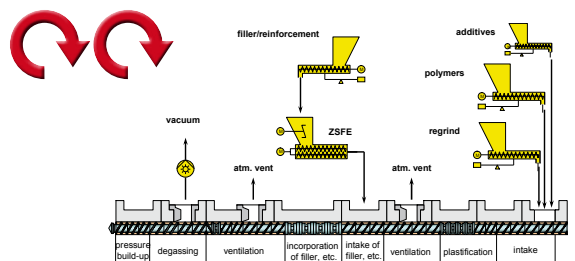 filler/reinforcement
additives
polymers
vacuum
ZSFE
regrind
atm. vent
atm. vent
pressure
build-up
degassing
ventilation
incorporation
of filler, etc.
intake of
filler, etc.
ventilation
plastification
intake